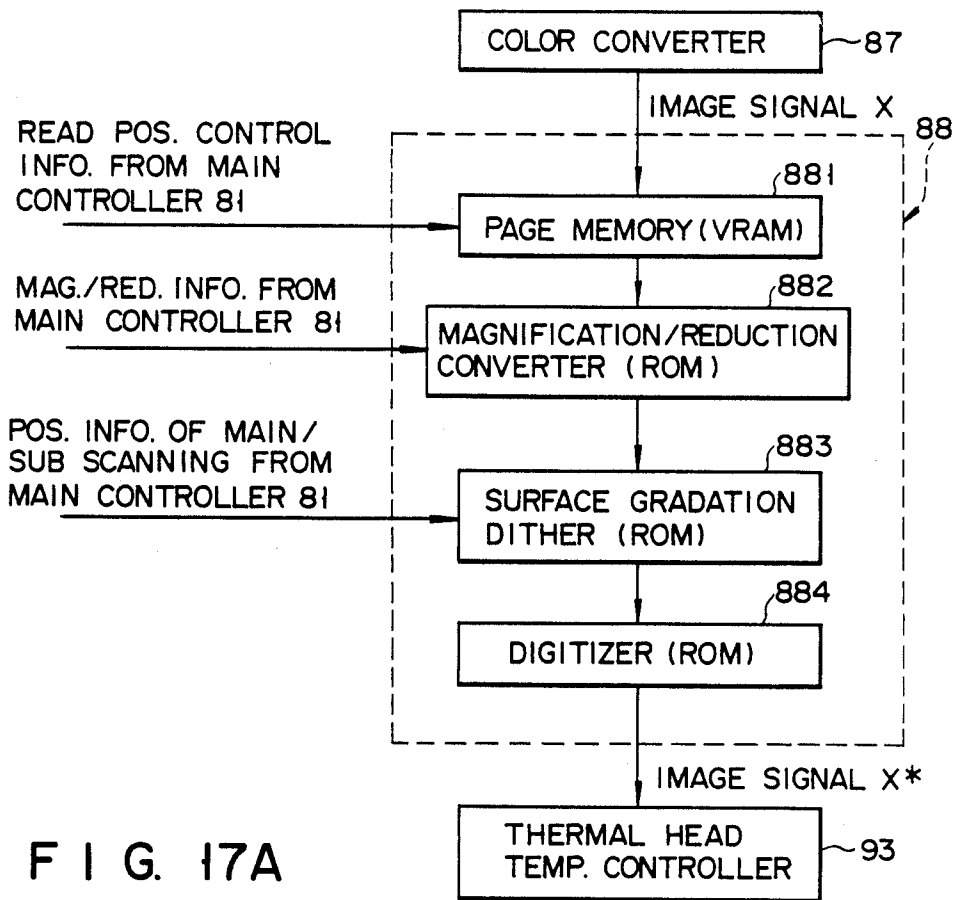 COLOR CONVERTER
87
IMAGE SIGNAL X
READ POS. CONTROL
INFO. FROM MAIN
CONTROLLER 81
88
881
PAGE MEMORY (VRAM)
MAG./RED. INFO. FROM
MAIN CONTROLLER 81
882
MAGNIFICATION/REDUCTION
CONVERTER (ROM)
POS. INFO. OF MAIN/
SUB SCANNING FROM
MAIN CONTROLLER 81
883
SURFACE GRADATION
DITHER (ROM)
884
DIGITIZER (ROM)
IMAGE SIGNAL X*
THERMAL HEAD
TEMP. CONTROLLER
93
FIG. 17A